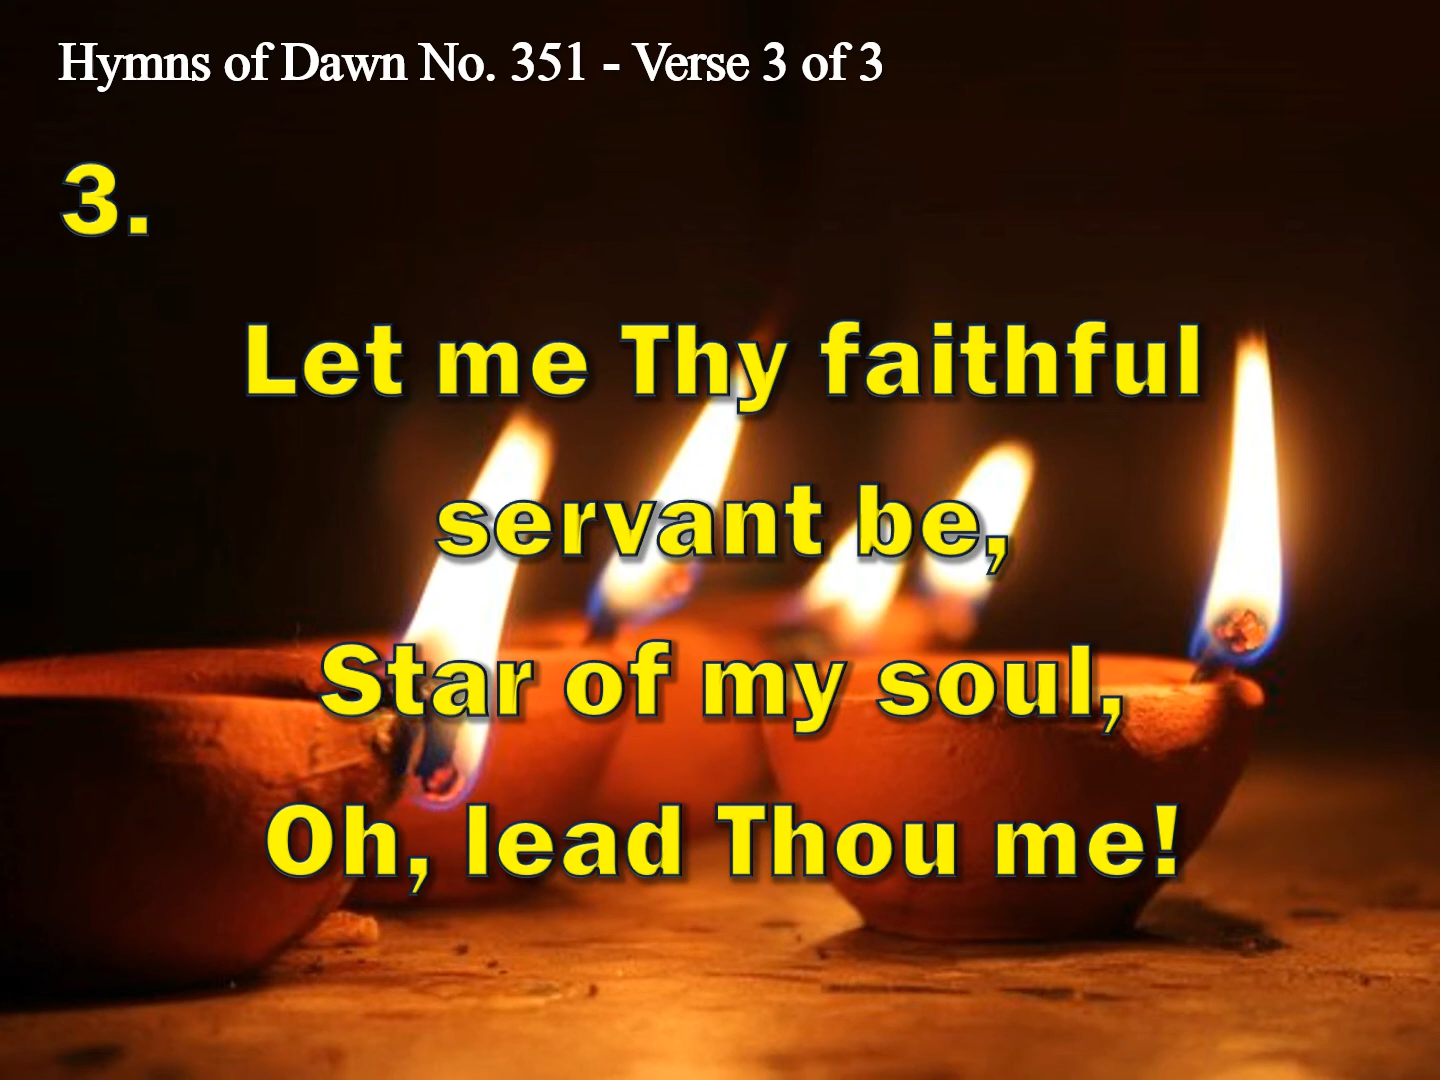 Hymns of Dawn No. 351 - Verse 3 of 3
3.
Let me Thy faithful
servant be,
Star of my soul,
Oh, lead Thou me!